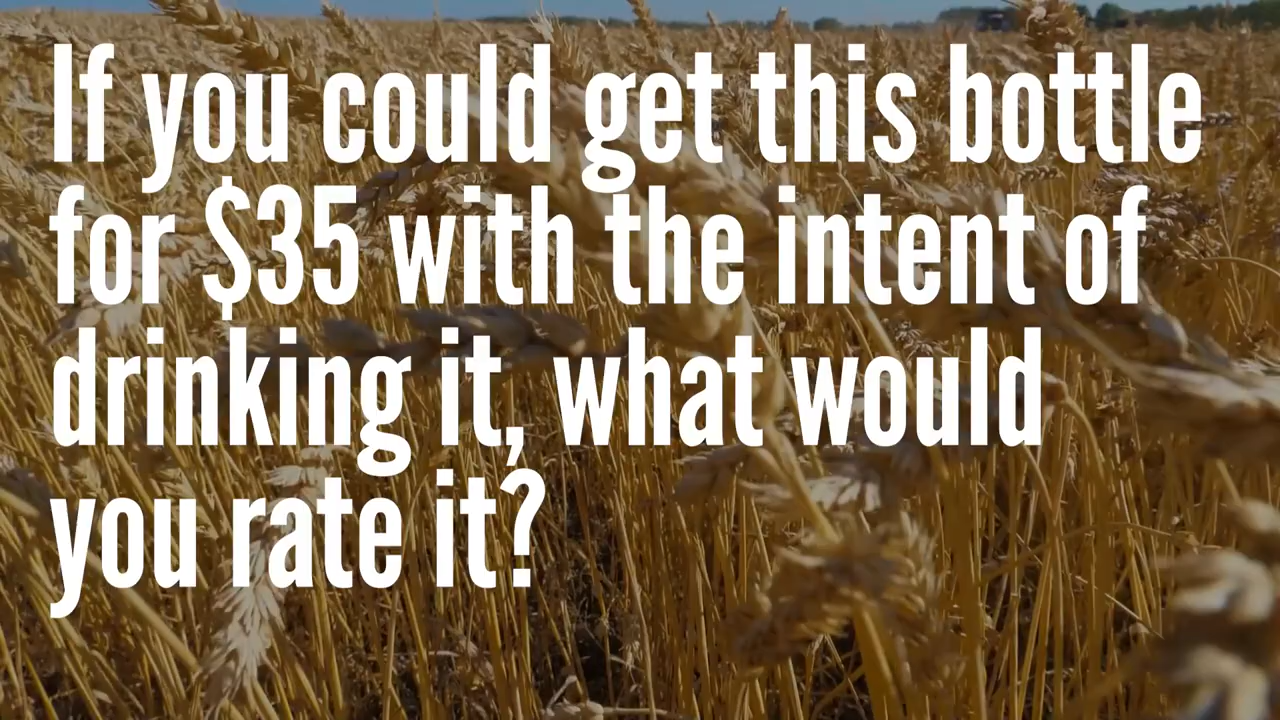 If you could get this bottle
for $35 with the intent of
drinking it, what would
you rate it?